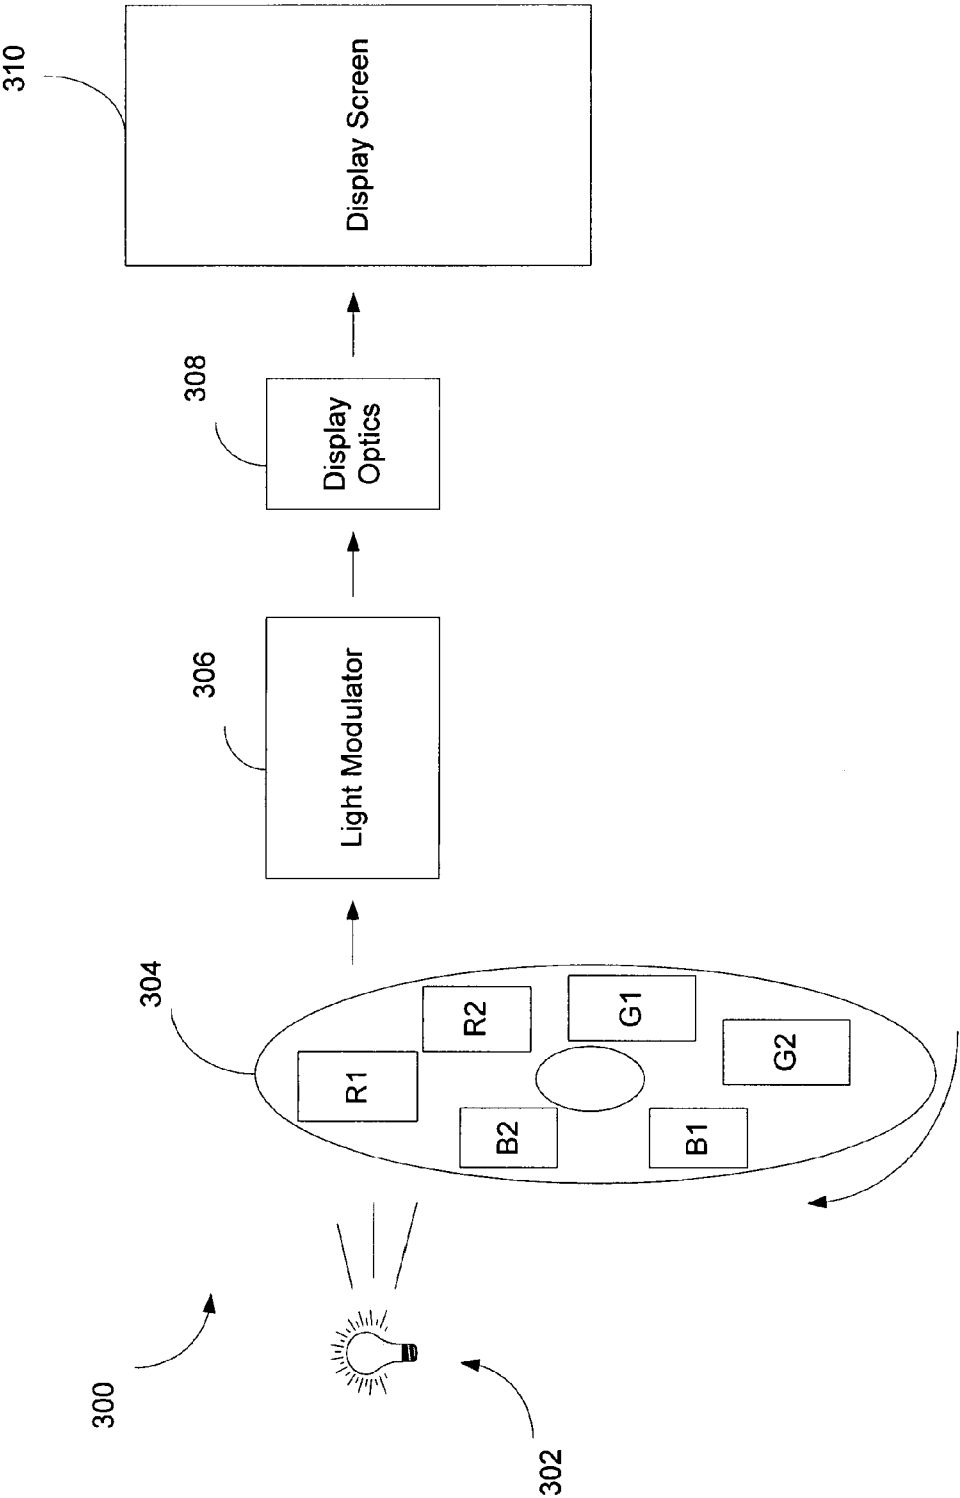 300
302
304
R1
R2
B2
G1
B1
G2
306
Light Modulator
308
Display
Optics
310
Display Screen